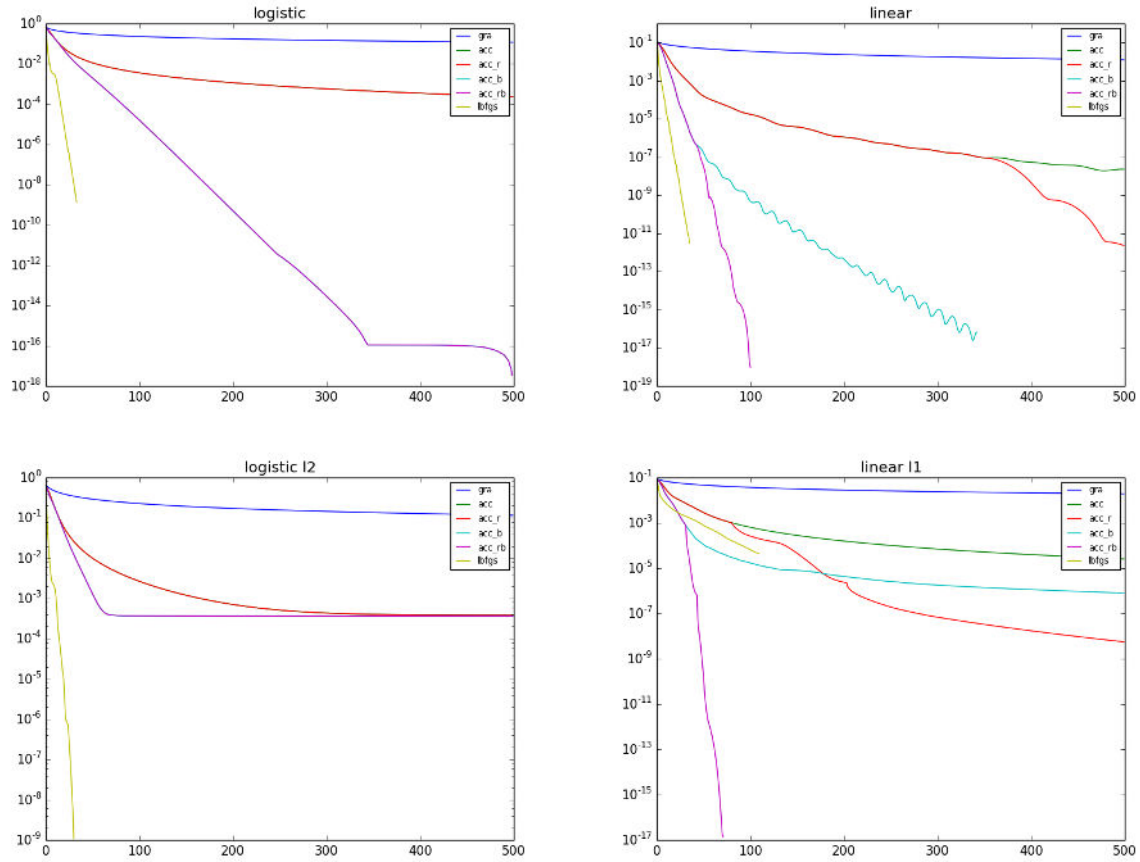 logistic
10^0
10^-2
10^-4
10^-6
10^-8
10^-10
10^-12
10^-14
10^-16
10^-18
0 100 200 300 400 500
gra
acc
acc_r
acc_b
acc_rb
lbfgs
linear
10^-1
10^-3
10^-5
10^-7
10^-9
10^-11
10^-13
10^-15
10^-17
10^-19
0 100 200 300 400 500
gra
acc
acc_r
acc_b
acc_rb
lbfgs
logistic l2
10^0
10^-1
10^-2
10^-3
10^-4
10^-5
10^-6
10^-7
10^-8
10^-9
0 100 200 300 400 500
gra
acc
acc_r
acc_b
acc_rb
lbfgs
linear l1
10^-1
10^-3
10^-5
10^-7
10^-9
10^-11
10^-13
10^-15
10^-17
0 100 200 300 400 500
gra
acc
acc_r
acc_b
acc_rb
lbfgs